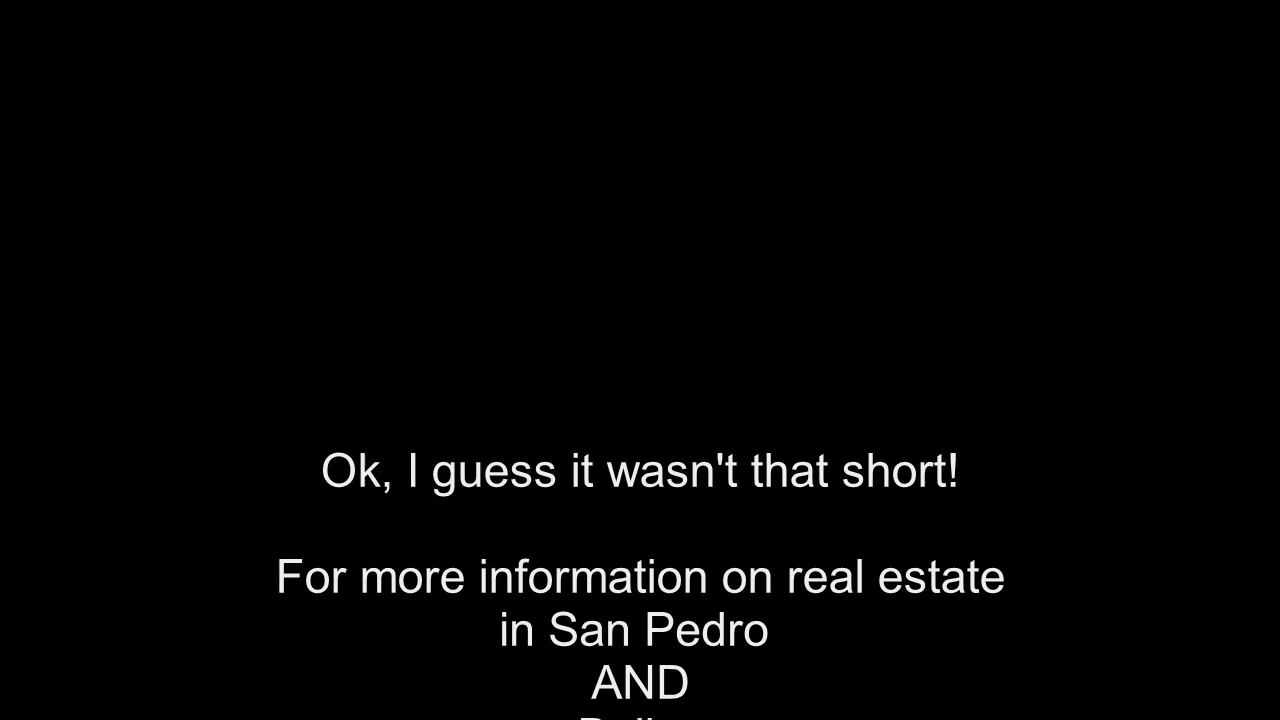 Ok, I guess it wasn't that short!
For more information on real estate
in San Pedro
AND